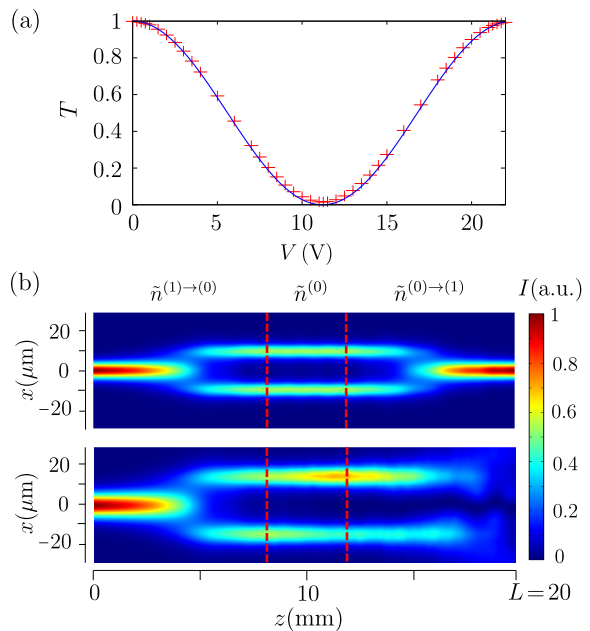 (a)
1
0.8
0.6
0.4
0.2
0
T
0 5 10 15 20
V (V)
(b)
ñ⁽¹⁾→⁽⁰⁾ ñ⁽⁰⁾ ñ⁽⁰⁾→⁽¹⁾ I(a.u.)
20
0
−20
x(μm)
20
0
−20
x(μm)
1
0.8
0.6
0.4
0.2
0
0 10 L=20
z(mm)